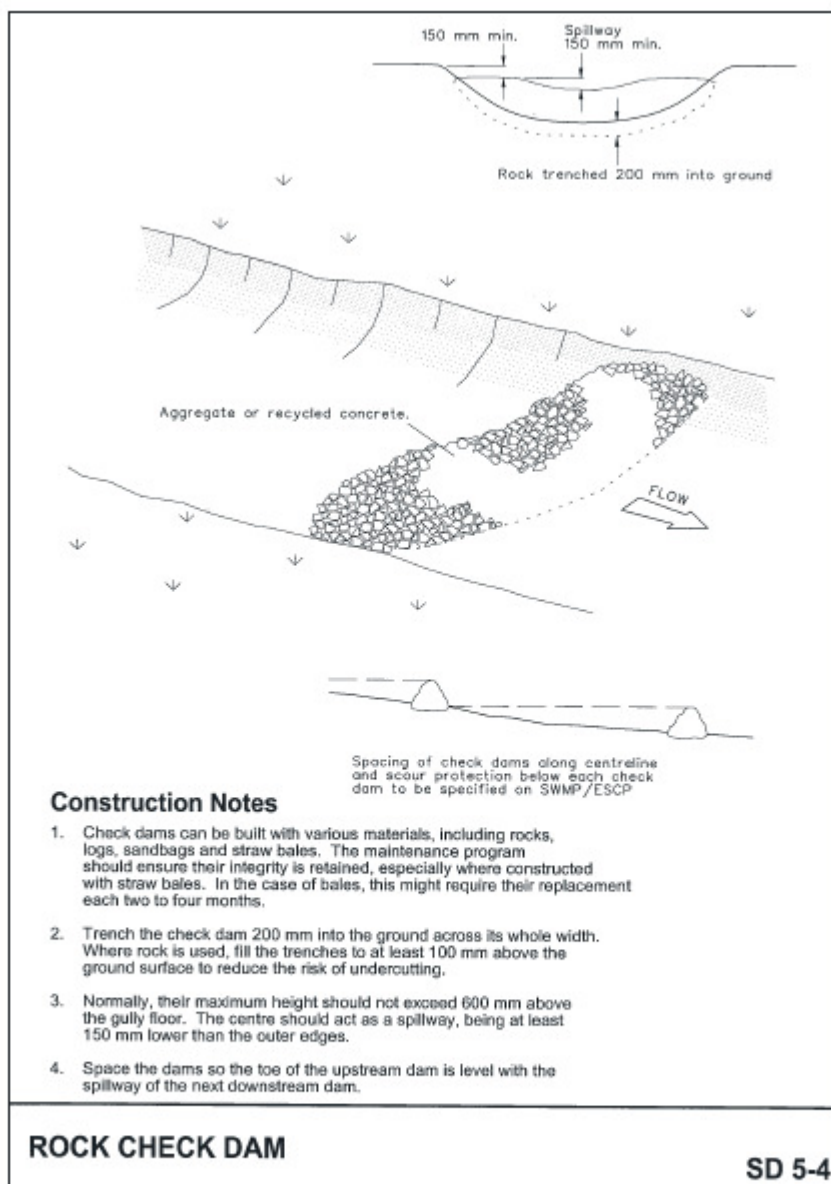 150 mm min.
Spillway
150 mm min.
Rock trenched 200 mm into ground
Aggregate or recycled concrete.
FLOW
Spacing of check dams along centreline
and scour protection below each check
dam to be specified on SWMP/ESCP
Construction Notes
1. Check dams can be built with various materials, including rocks,
logs, sandbags and straw bales. The maintenance program
should ensure their integrity is retained, especially where constructed
with straw bales. In the case of bales, this might require their replacement
each two to four months.
2. Trench the check dam 200 mm into the ground across its whole width.
Where rock is used, fill the trenches to at least 100 mm above the
ground surface to reduce the risk of undercutting.
3. Normally, their maximum height should not exceed 600 mm above
the gully floor. The centre should act as a spillway, being at least
150 mm lower than the outer edges.
4. Space the dams so the toe of the upstream dam is level with the
spillway of the next downstream dam.
ROCK CHECK DAM
SD 5-4